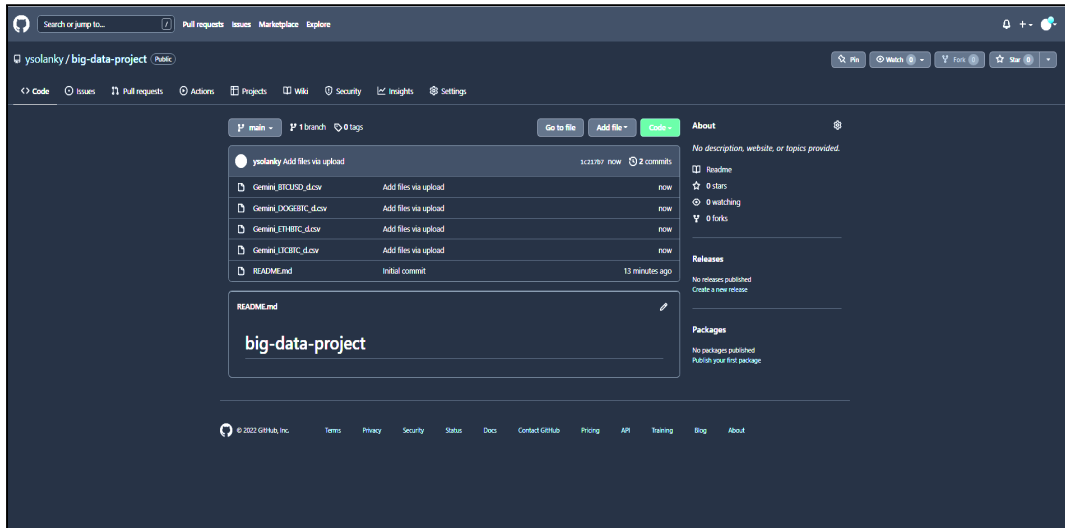 Search or jump to... /
Pull requests Issues Marketplace Explore
ysolanky / big-data-project Public
Pin Watch 0 Fork 0 Star 0
Code Issues Pull requests Actions Projects Wiki Security Insights Settings
main 1 branch 0 tags
Go to file Add file Code
ysolanky Add files via upload 1c217b7 now 2 commits
Gemini_BTCUSD_d.csv Add files via upload now
Gemini_DOGEBTC_d.csv Add files via upload now
Gemini_ETHBTC_d.csv Add files via upload now
Gemini_LTCBTC_d.csv Add files via upload now
README.md Initial commit 13 minutes ago
README.md
big-data-project
About
No description, website, or topics provided.
Readme
0 stars
0 watching
0 forks
Releases
No releases published
Create a new release
Packages
No packages published
Publish your first package
© 2022 GitHub, Inc. Terms Privacy Security Status Docs Contact GitHub Pricing API Training Blog About